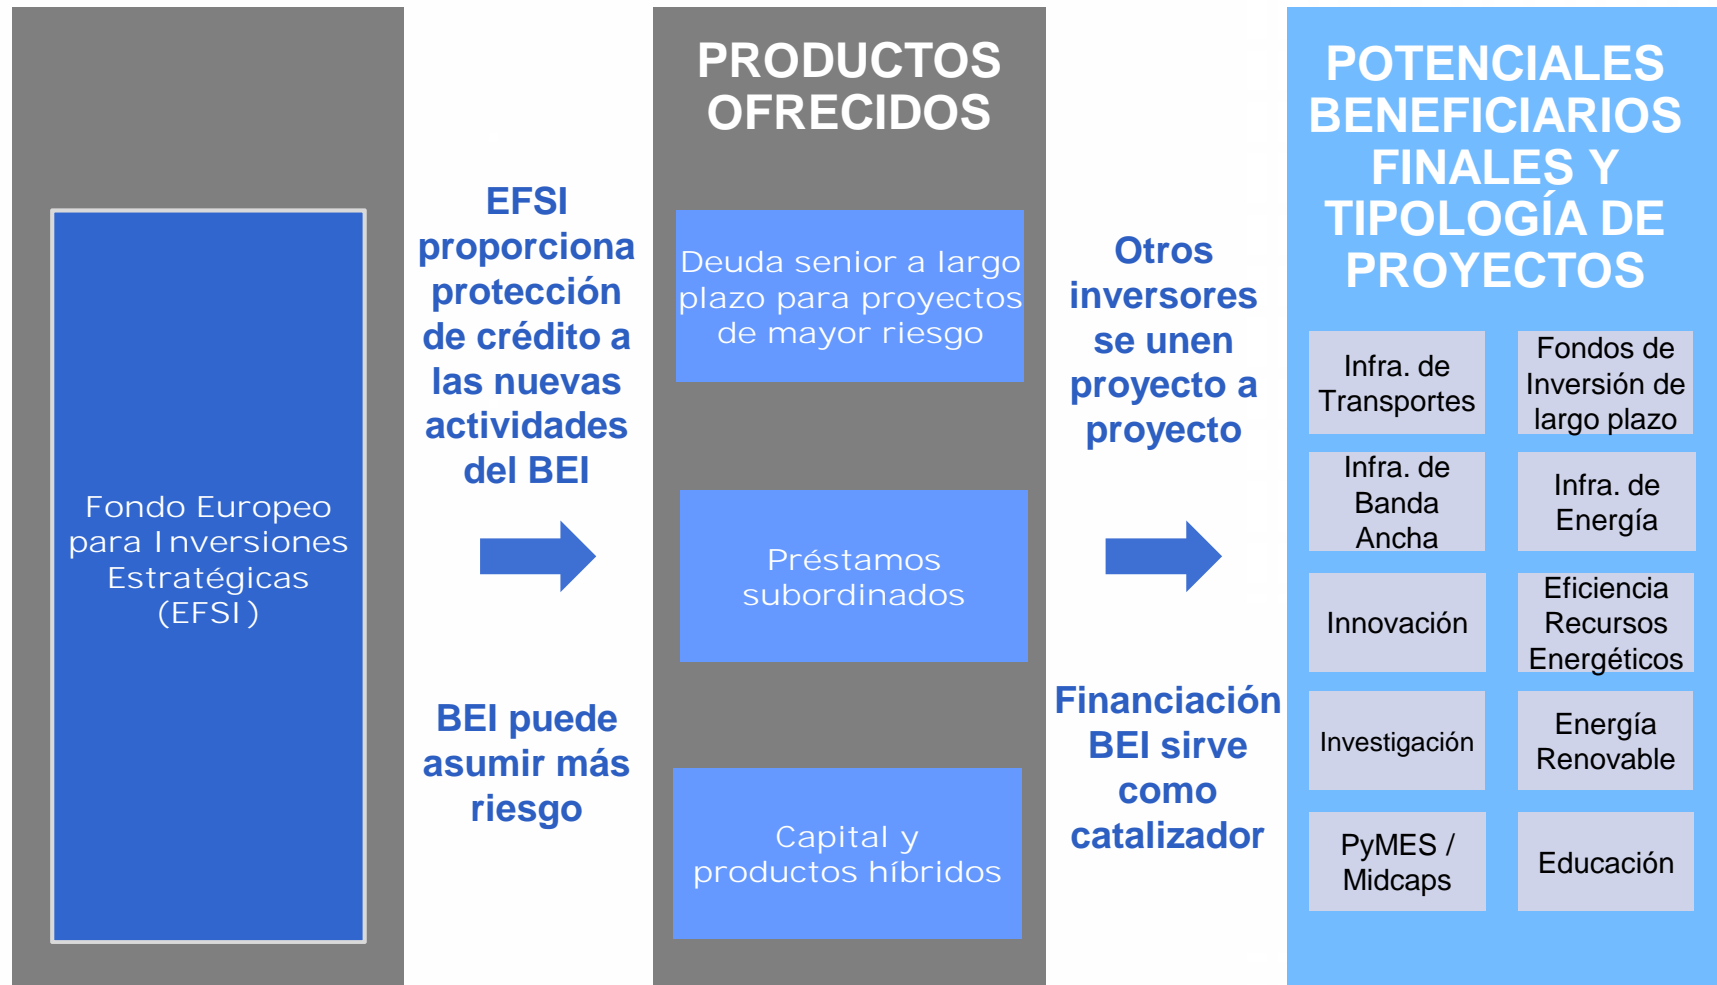 Fondo Europeo
para Inversiones
Estratégicas
(EFSI)
EFSI
proporciona
protección
de crédito a
las nuevas
actividades
del BEI
BEI puede
asumir más
riesgo
PRODUCTOS
OFRECIDOS
Deuda senior a largo
plazo para proyectos
de mayor riesgo
Préstamos
subordinados
Capital y
productos híbridos
Otros
inversores
se unen
proyecto a
proyecto
Financiación
BEI sirve
como
catalizador
POTENCIALES
BENEFICIARIOS
FINALES Y
TIPOLOGÍA DE
PROYECTOS
Infra. de
Transportes
Fondos de
Inversión de
largo plazo
Infra. de
Banda
Ancha
Infra. de
Energía
Innovación
Eficiencia
Recursos
Energéticos
Investigación
Energía
Renovable
PyMES /
Midcaps
Educación